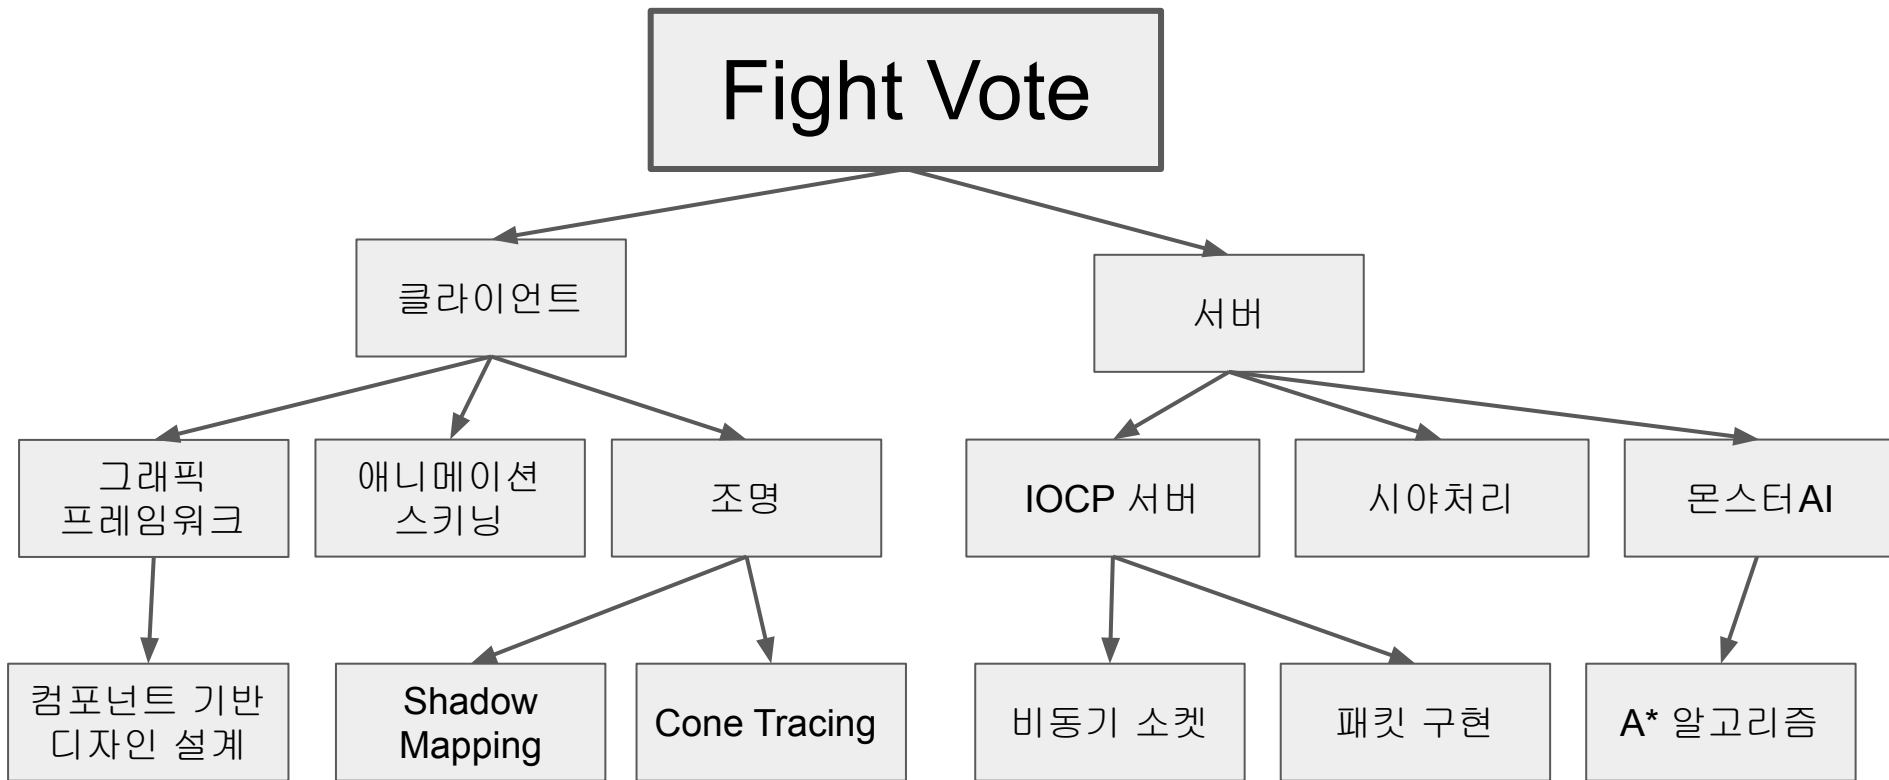 Fight Vote
클라이언트
서버
그래픽
프레임워크
애니메이션
스키닝
조명
IOCP 서버
시야처리
몬스터AI
컴포넌트 기반
디자인 설계
Shadow
Mapping
Cone Tracing
비동기 소켓
패킷 구현
A* 알고리즘